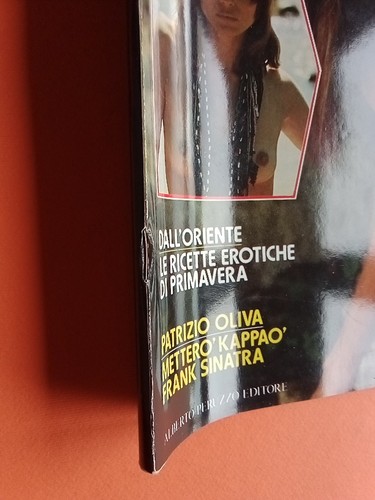 DALL'ORIENTE
LE RICETTE EROTICHE
DI PRIMAVERA
PATRIZIO OLIVA
METTERO' KAPPAO'
FRANK SINATRA
ALBERTO PERUZZO EDITORE